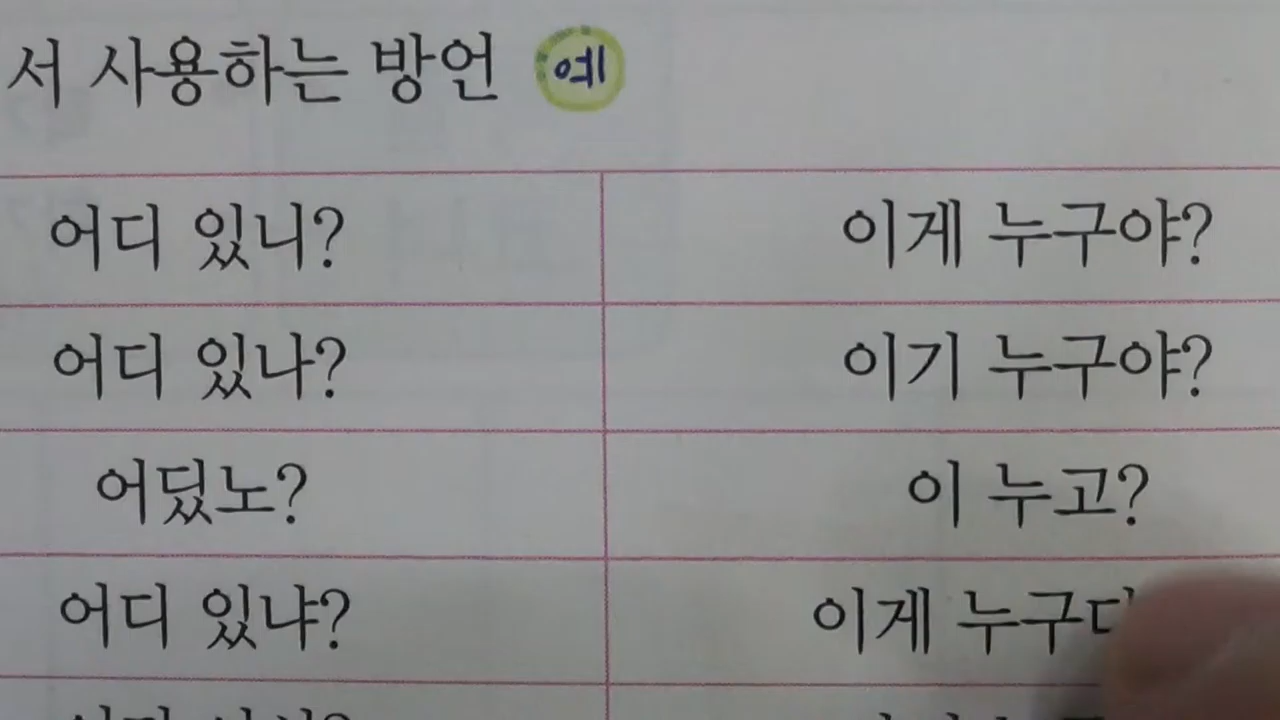 서 사용하는 방언 예
어디 있니? 이게 누구야?
어디 있나? 이기 누구야?
어딨노? 이 누고?
어디 있냐? 이게